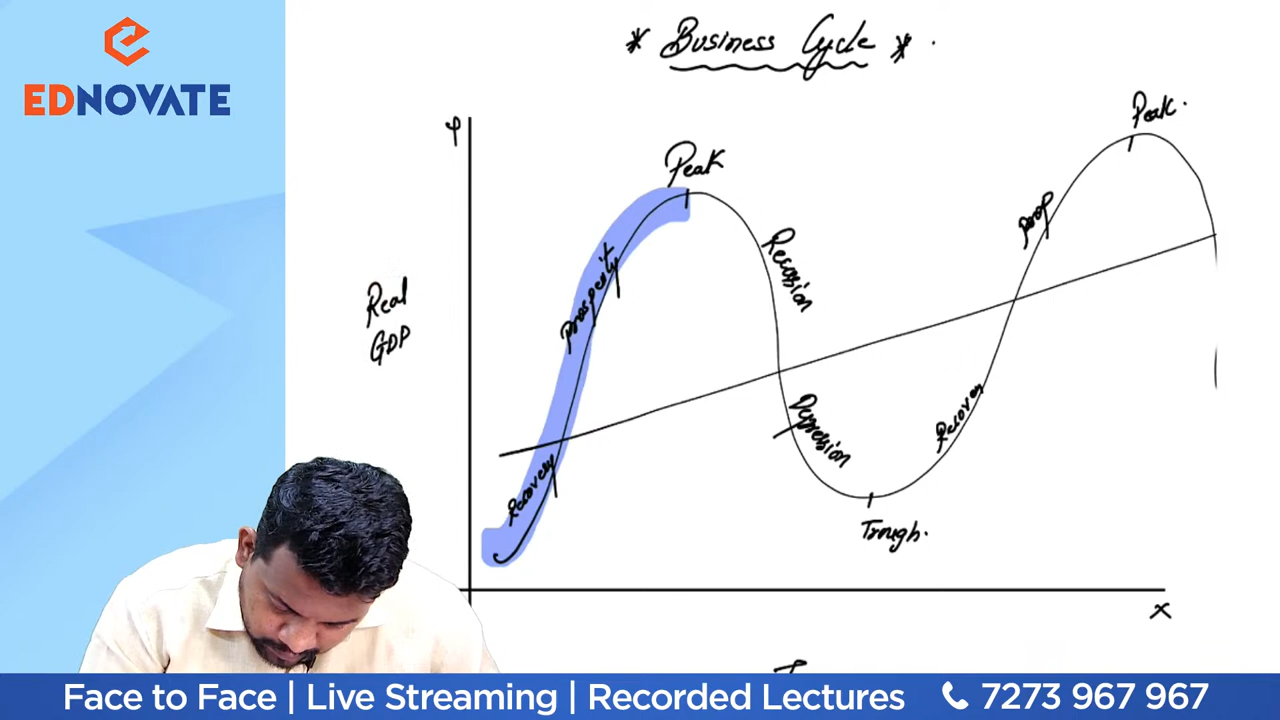 EDNOVATE
* Business Cycle *
Y
Peak
Peak.
Real
GDP
Prosperity
Recession
Prosp
Recovery
Depression
Recovery
Trough.
X
Face to Face | Live Streaming | Recorded Lectures 7273 967 967